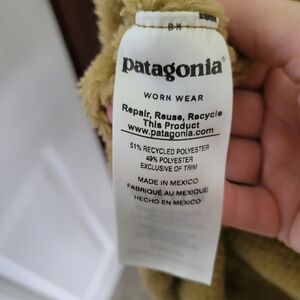 BK
patagonia®
WORN WEAR
Repair, Reuse, Recycle
This Product
www.patagonia.com
51% RECYCLED POLYESTER
49% POLYESTER
EXCLUSIVE OF TRIM
MADE IN MEXICO
FABRIQUÉ AU MEXIQUE
HECHO EN MEXICO